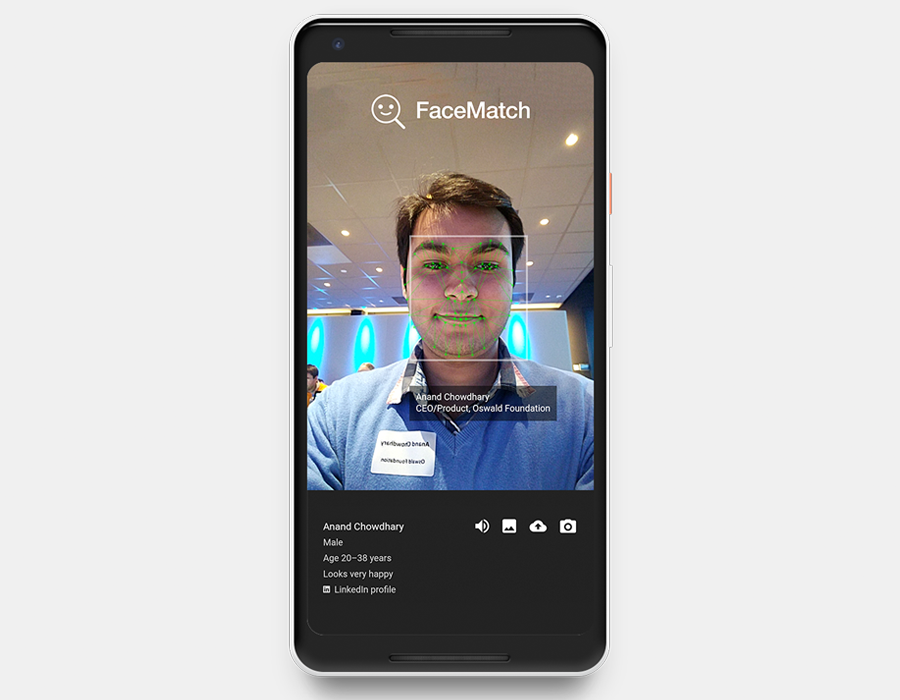 FaceMatch
Anand Chowdhary
CEO/Product, Oswald Foundation
Anand Chowdhary
Oswald Foundation
Anand Chowdhary
Male
Age 20–38 years
Looks very happy
LinkedIn profile